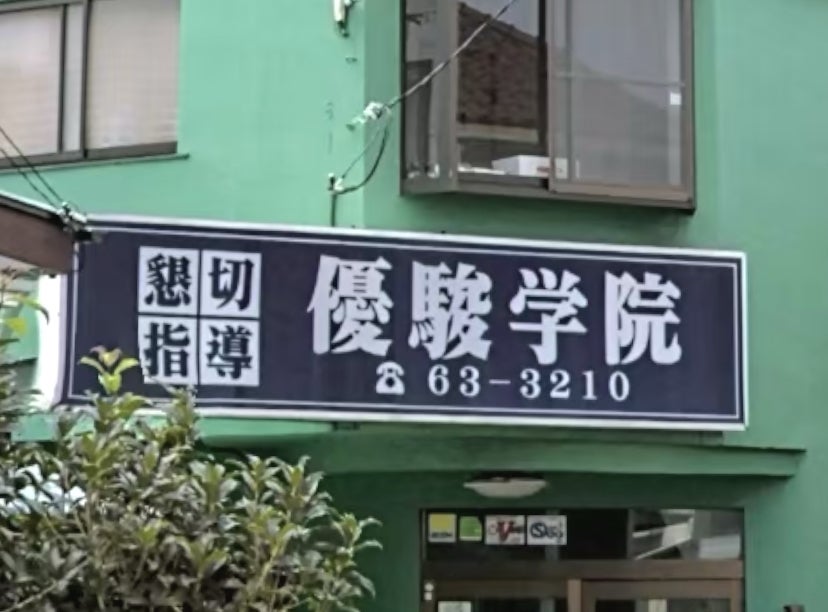 懇切
指導
優駿学院
☎ 63-3210